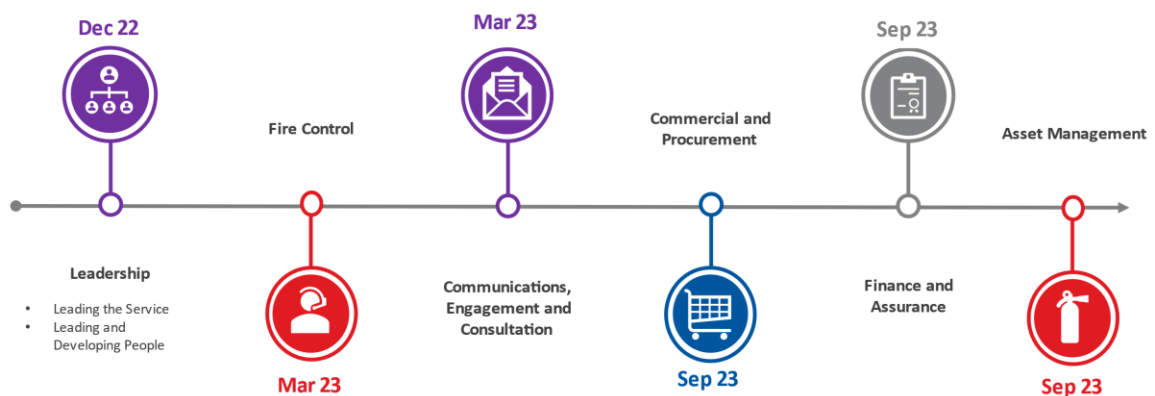 Dec 22
Leadership
• Leading the Service
• Leading and
Developing People
Fire Control
Mar 23
Mar 23
Communications,
Engagement and
Consultation
Commercial and
Procurement
Sep 23
Sep 23
Finance and
Assurance
Asset Management
Sep 23